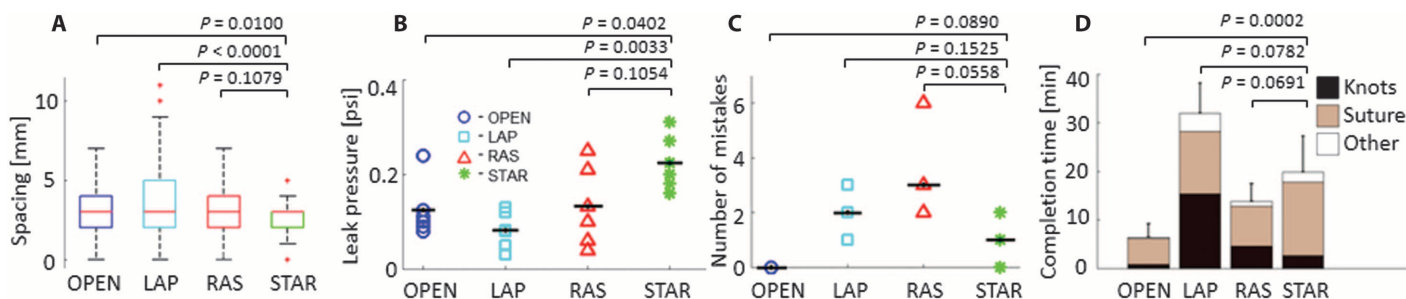 A
P = 0.0100
P < 0.0001
P = 0.1079
Spacing [mm]
10
5
0
OPEN LAP RAS STAR
B
P = 0.0402
P = 0.0033
P = 0.1054
Leak pressure [psi]
0.4
0.2
0
- OPEN
- LAP
- RAS
- STAR
OPEN LAP RAS STAR
C
P = 0.0890
P = 0.1525
P = 0.0558
Number of mistakes
6
4
2
0
OPEN LAP RAS STAR
D
P = 0.0002
P = 0.0782
P = 0.0691
Completion time [min]
40
30
20
10
0
Knots
Suture
Other
OPEN LAP RAS STAR